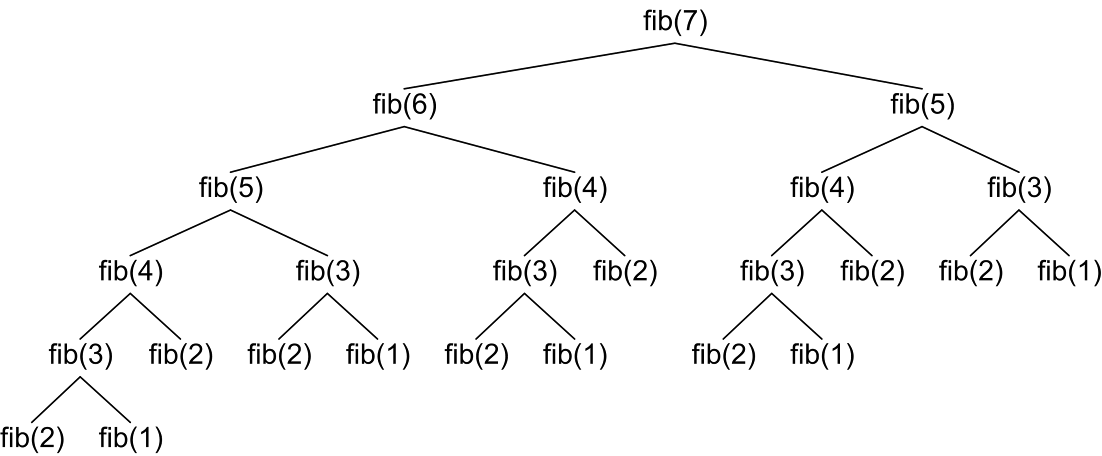 fib(7)
fib(6) fib(5)
fib(5) fib(4) fib(4) fib(3)
fib(4) fib(3) fib(3) fib(2) fib(3) fib(2) fib(2) fib(1)
fib(3) fib(2) fib(2) fib(1) fib(2) fib(1) fib(2) fib(1)
fib(2) fib(1)